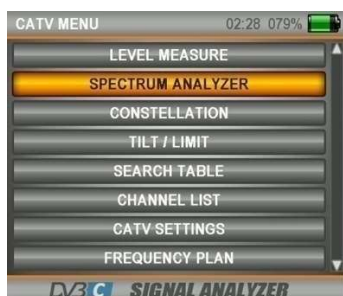 CATV MENU 02:28 079%
LEVEL MEASURE
SPECTRUM ANALYZER
CONSTELLATION
TILT / LIMIT
SEARCH TABLE
CHANNEL LIST
CATV SETTINGS
FREQUENCY PLAN
DVB C SIGNAL ANALYZER